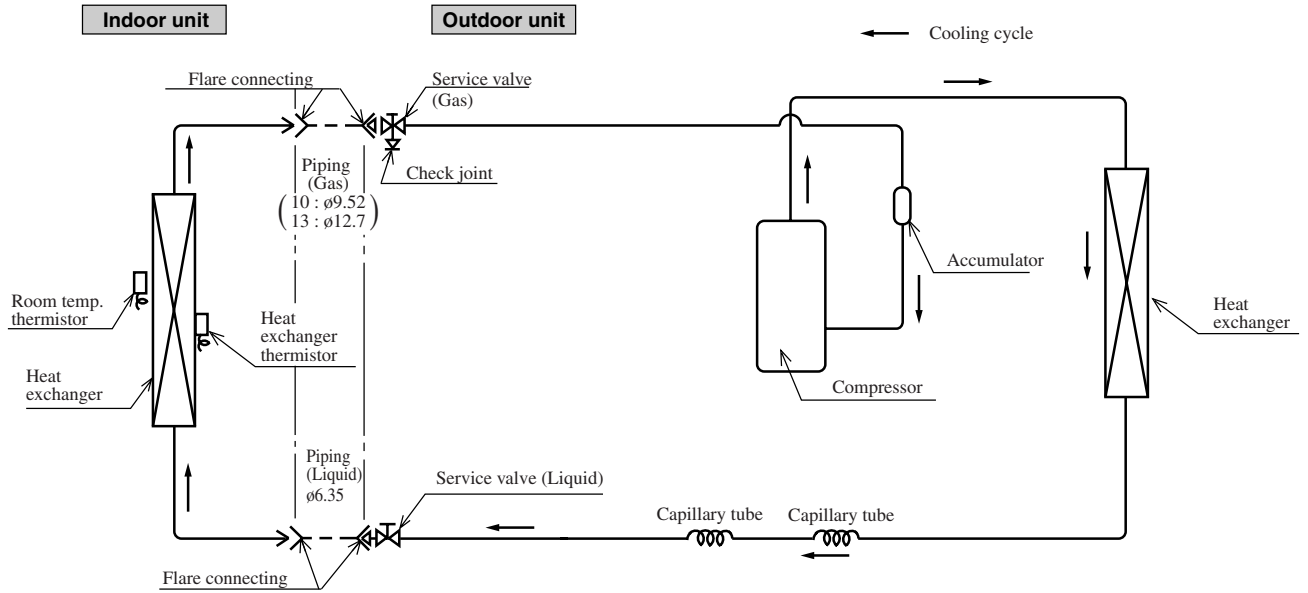 Indoor unit
Outdoor unit
Cooling cycle
Flare connecting
Service valve
(Gas)
Check joint
Piping
(Gas)
10 : ø9.52
13 : ø12.7
Accumulator
Room temp.
thermistor
Heat
exchanger
thermistor
Heat
exchanger
Heat
exchanger
Compressor
Piping
(Liquid)
ø6.35
Service valve (Liquid)
Capillary tube
Capillary tube
Flare connecting